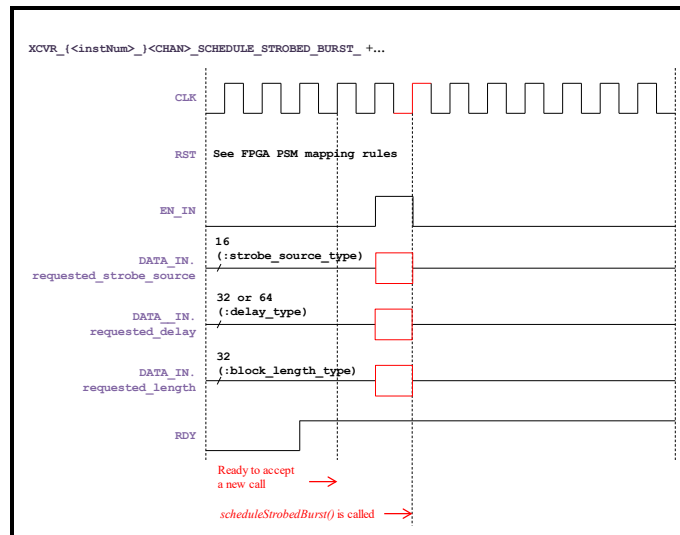 XCVR_{<instNum>_}<CHAN>_SCHEDULE_STROBED_BURST_ +…
CLK
RST See FPGA PSM mapping rules
EN_IN
16
(:strobe_source_type)
DATA_IN.
requested_strobe_source
32 or 64
(:delay_type)
DATA__IN.
requested_delay
32
(:block_length_type)
DATA_IN.
requested_length
RDY
Ready to accept
a new call
scheduleStrobedBurst() is called